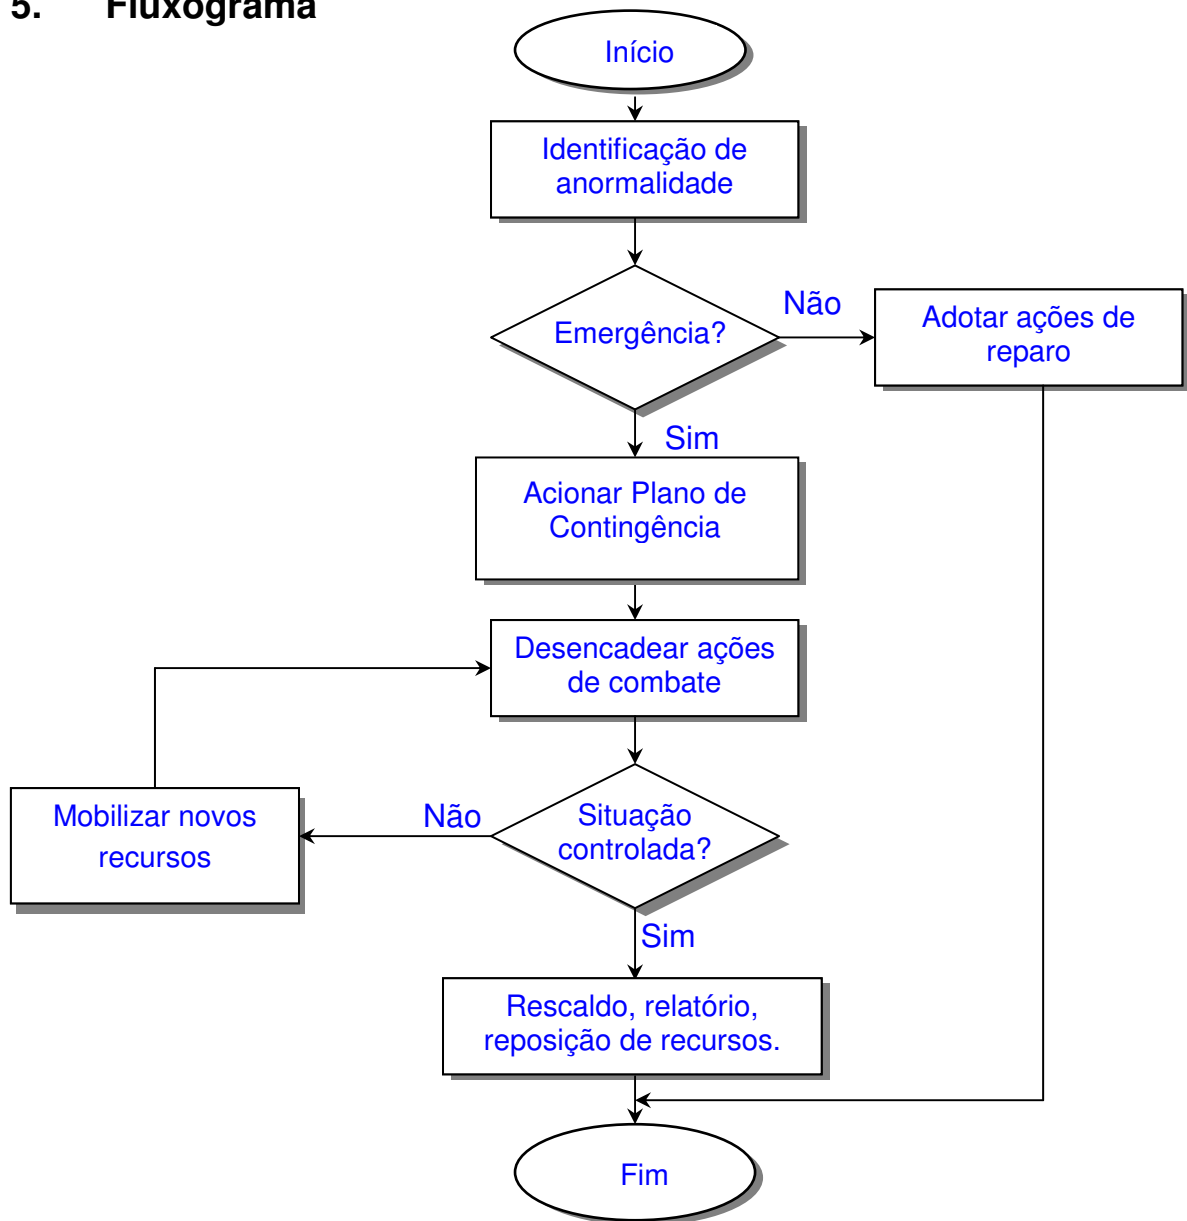 5. Fluxograma
Início
Identificação de
anormalidade
Emergência?
Não
Adotar ações de
reparo
Sim
Acionar Plano de
Contingência
Desencadear ações
de combate
Mobilizar novos
recursos
Não
Situação
controlada?
Sim
Rescaldo, relatório,
reposição de recursos.
Fim